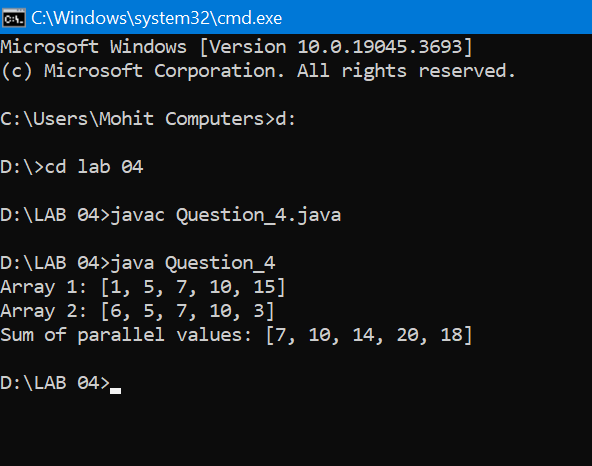 C:\Windows\system32\cmd.exe
Microsoft Windows [Version 10.0.19045.3693]
(c) Microsoft Corporation. All rights reserved.
C:\Users\Mohit Computers>d:
D:\>cd lab 04
D:\LAB 04>javac Question_4.java
D:\LAB 04>java Question_4
Array 1: [1, 5, 7, 10, 15]
Array 2: [6, 5, 7, 10, 3]
Sum of parallel values: [7, 10, 14, 20, 18]
D:\LAB 04>